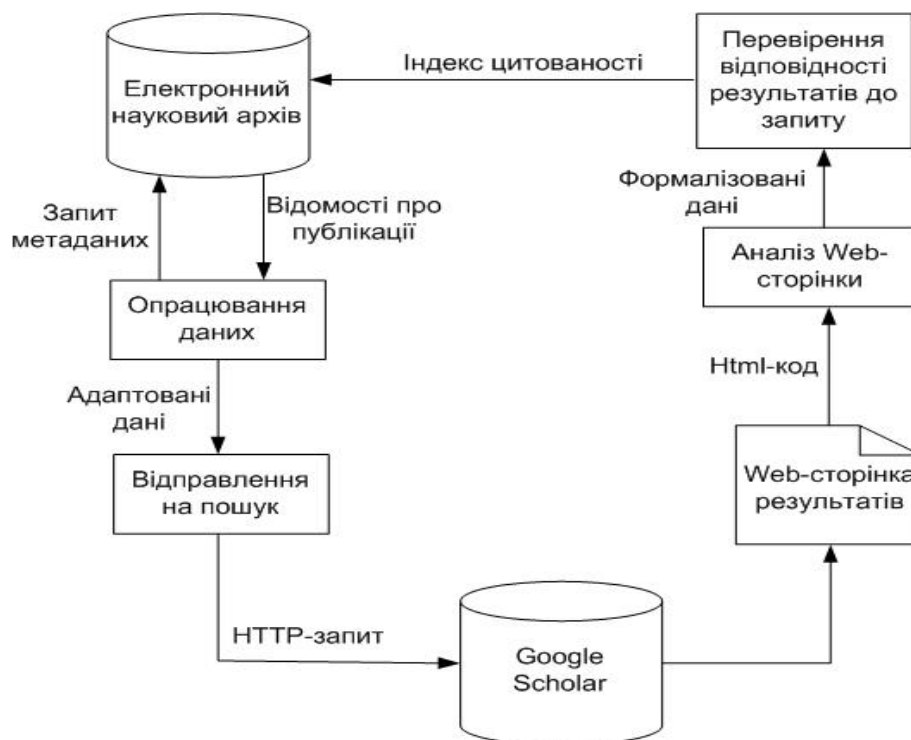 Електронний
науковий архів
Індекс цитованості
Перевірення
відповідності
результатів до
запиту
Запит
метаданих
Відомості про
публікації
Формалізовані
дані
Аналіз Web-
сторінки
Опрацювання
даних
Html-код
Адаптовані
дані
Відправлення
на пошук
Web-сторінка
результатів
HTTP-запит
Google
Scholar